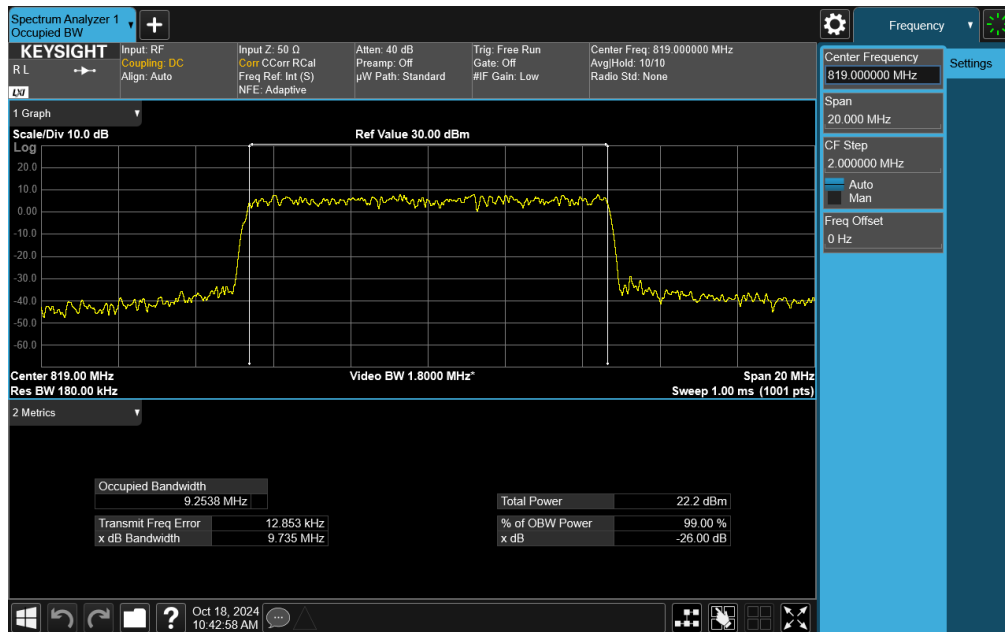 Spectrum Analyzer 1
Occupied BW
Frequency
KEYSIGHT
R L
LXI
Input: RF
Coupling: DC
Align: Auto
Input Z: 50 Ω
Corr CCorr RCal
Freq Ref: Int (S)
NFE: Adaptive
Atten: 40 dB
Preamp: Off
µW Path: Standard
Trig: Free Run
Gate: Off
#IF Gain: Low
Center Freq: 819.000000 MHz
Avg|Hold: 10/10
Radio Std: None
Center Frequency
819.000000 MHz
Settings
Span
20.000 MHz
CF Step
2.000000 MHz
Auto
Man
Freq Offset
0 Hz
1 Graph
Scale/Div 10.0 dB
Ref Value 30.00 dBm
Log
20.0
10.0
0.00
-10.0
-20.0
-30.0
-40.0
-50.0
-60.0
Center 819.00 MHz
Video BW 1.8000 MHz*
Span 20 MHz
Res BW 180.00 kHz
Sweep 1.00 ms (1001 pts)
2 Metrics
Occupied Bandwidth
9.2538 MHz
Total Power 22.2 dBm
Transmit Freq Error 12.853 kHz
% of OBW Power 99.00 %
x dB Bandwidth 9.735 MHz
x dB -26.00 dB
?
Oct 18, 2024
10:42:58 AM